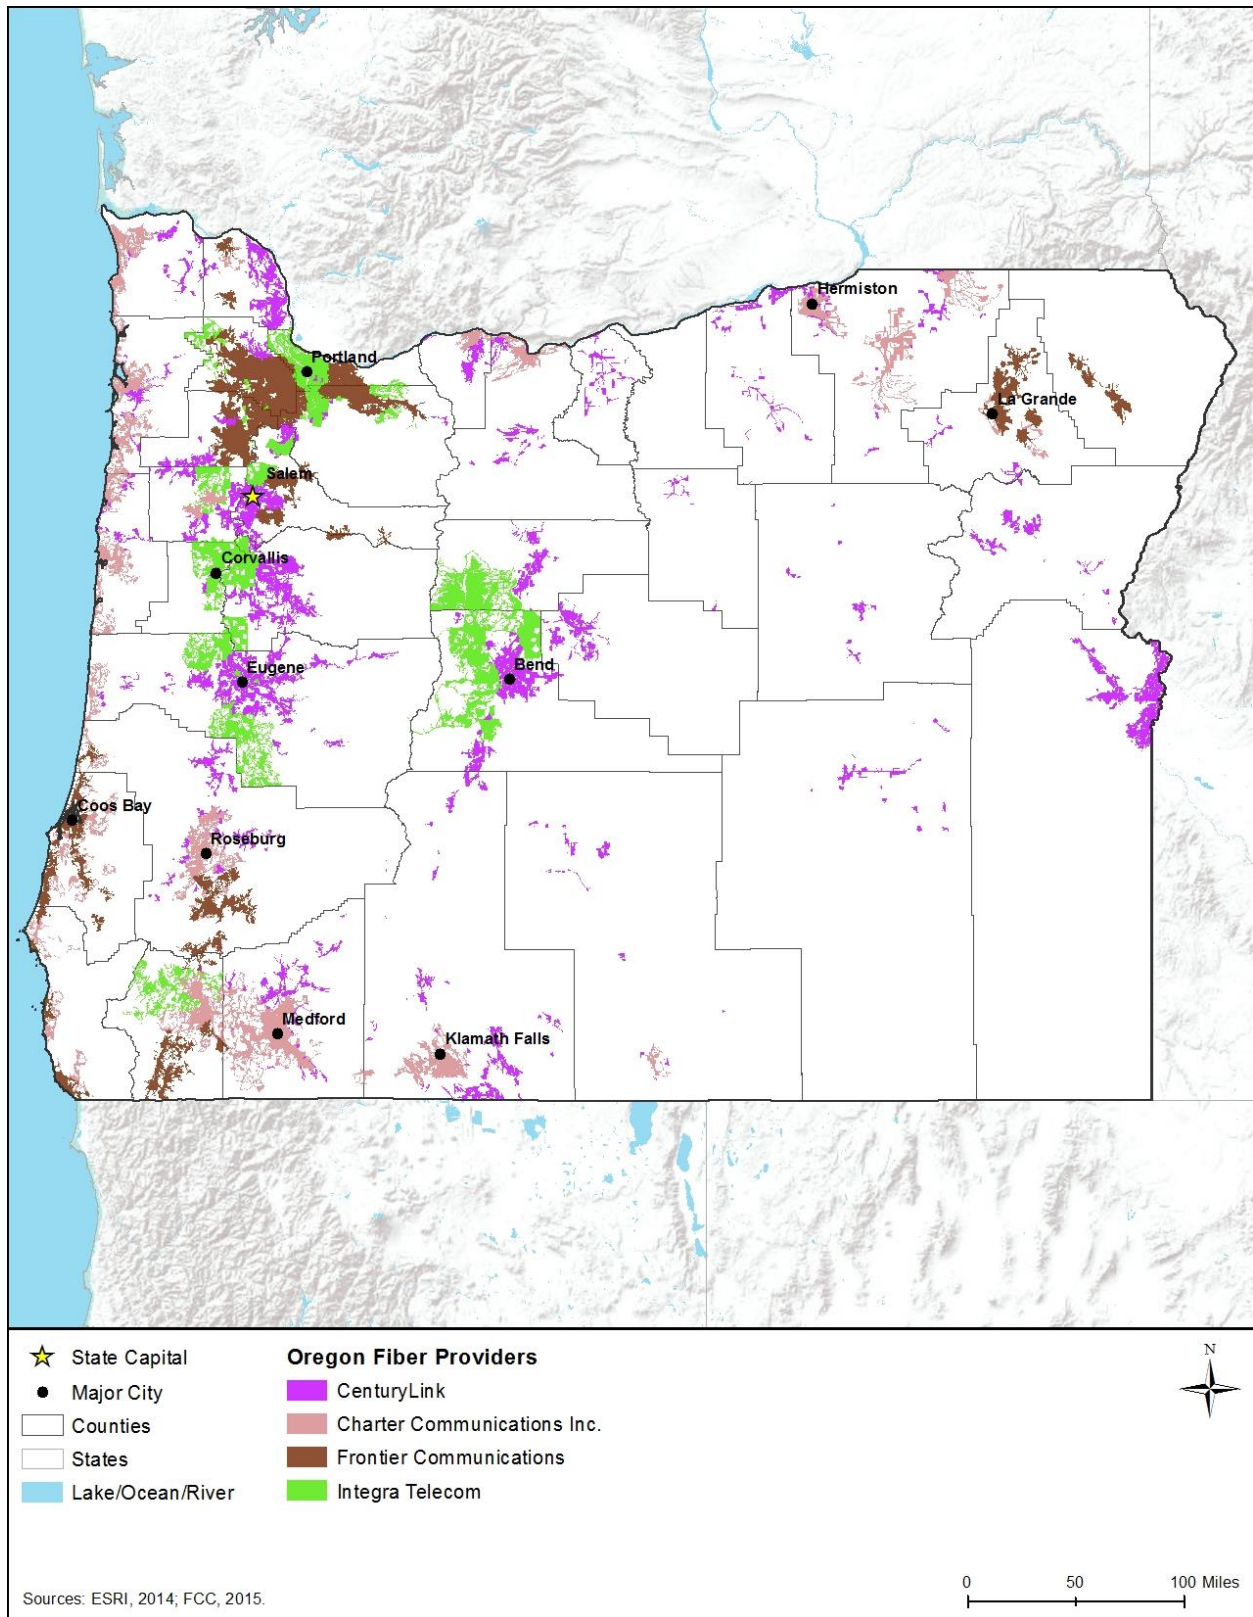 Hermiston
Portland
La Grande
Salem
Corvallis
Eugene
Bend
Coos Bay
Roseburg
Medford
Klamath Falls
State Capital
Major City
Counties
States
Lake/Ocean/River
Oregon Fiber Providers
CenturyLink
Charter Communications Inc.
Frontier Communications
Integra Telecom
N
Sources: ESRI, 2014; FCC, 2015.
0 50 100 Miles